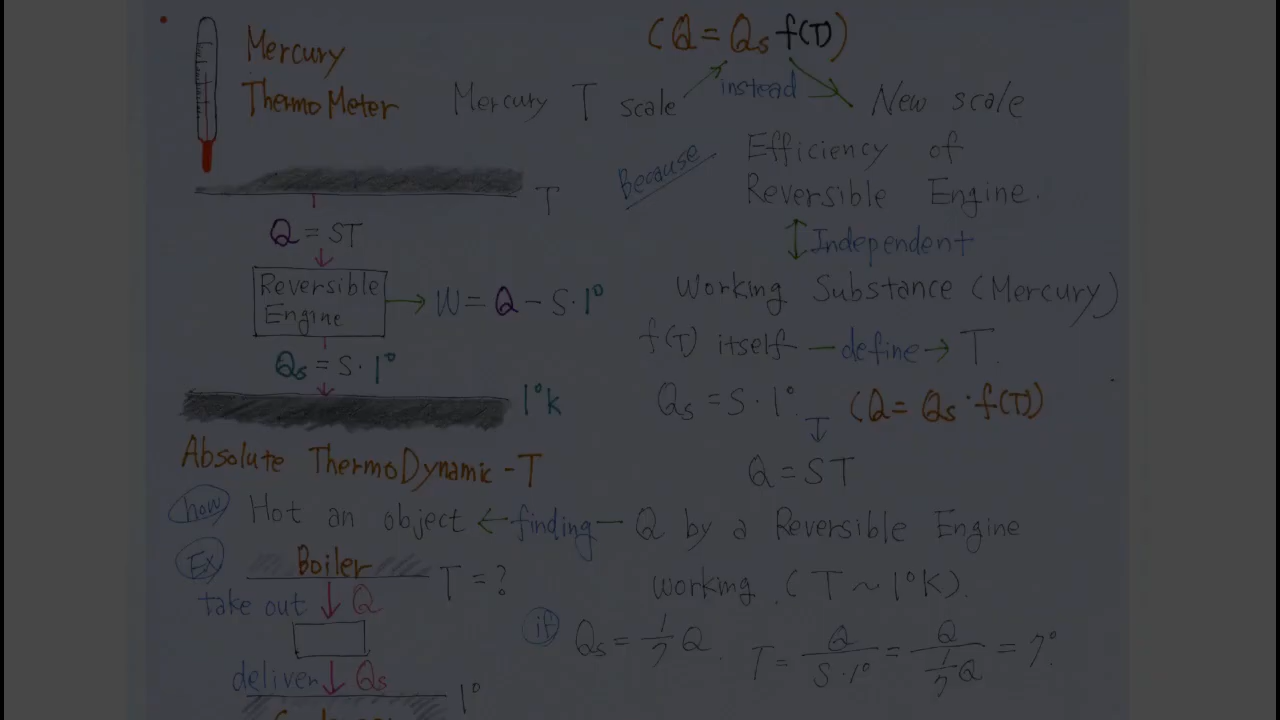 Mercury
ThermoMeter
Mercury T scale
(Q = Qs f(T))
instead
New scale
Because
Efficiency of
Reversible Engine.
Independent
Working Substance (Mercury)
f(T) itself — define → T.
Qs = S·1°. (Q = Qs·f(T))
↓
Q = ST
T
Q = ST
Reversible
Engine
→ W = Q − S·1°
Qs = S·1°
1°K
Absolute ThermoDynamic - T
how Hot an object ← finding — Q by a Reversible Engine
working (T ~ 1°K).
Ex Boiler T = ?
take out ↓ Q
deliver ↓ Qs
1°
if Qs = 1/7 Q. T = Q/S·1° = Q/(1/7 Q) = 7°.